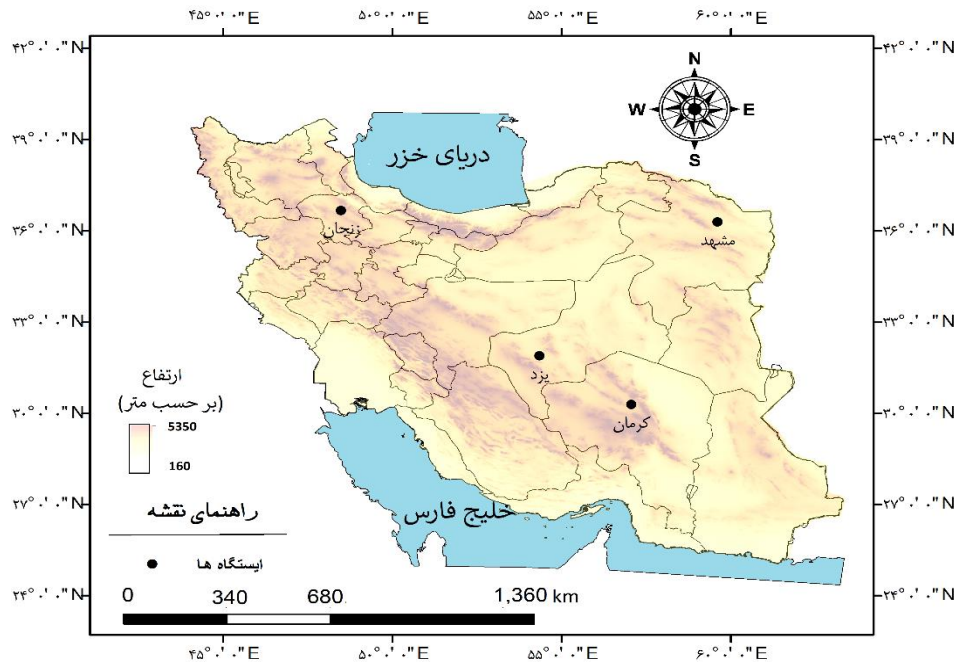 ۴۵°۰'۰"E ۵۰°۰'۰"E ۵۵°۰'۰"E ۶۰°۰'۰"E
۴۲°۰'۰"N ۴۲°۰'۰"N
N
W E
S
۳۹°۰'۰"N ۳۹°۰'۰"N
دریای خزر
۳۶°۰'۰"N ۳۶°۰'۰"N
زنجان
مشهد
۳۳°۰'۰"N ۳۳°۰'۰"N
یزد
ارتفاع
(بر حسب متر)
5350
160
کرمان
۳۰°۰'۰"N ۳۰°۰'۰"N
۲۷°۰'۰"N ۲۷°۰'۰"N
خلیج فارس
راهنمای نقشه
ایستگاه ها
۲۴°۰'۰"N ۲۴°۰'۰"N
0 340 680 1,360 km
۴۵°۰'۰"E ۵۰°۰'۰"E ۵۵°۰'۰"E ۶۰°۰'۰"E